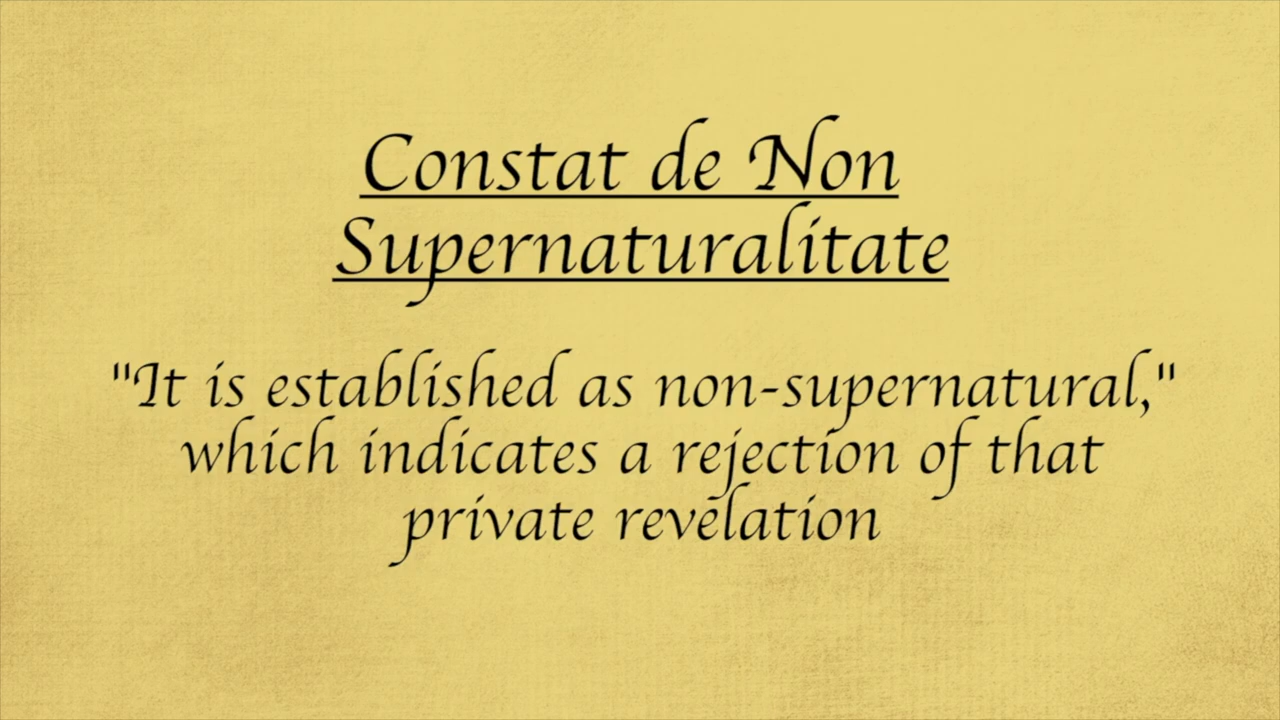 Constat de Non
Supernaturalitate
"It is established as non-supernatural,"
which indicates a rejection of that
private revelation